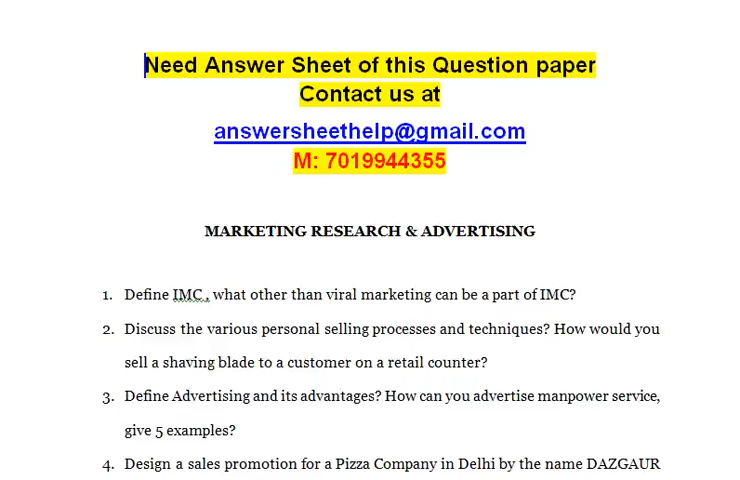 Need Answer Sheet of this Question paper
Contact us at
answersheethelp@gmail.com
M: 7019944355
MARKETING RESEARCH & ADVERTISING
1. Define IMC , what other than viral marketing can be a part of IMC?
2. Discuss the various personal selling processes and techniques? How would you
sell a shaving blade to a customer on a retail counter?
3. Define Advertising and its advantages? How can you advertise manpower service,
give 5 examples?
4. Design a sales promotion for a Pizza Company in Delhi by the name DAZGAUR